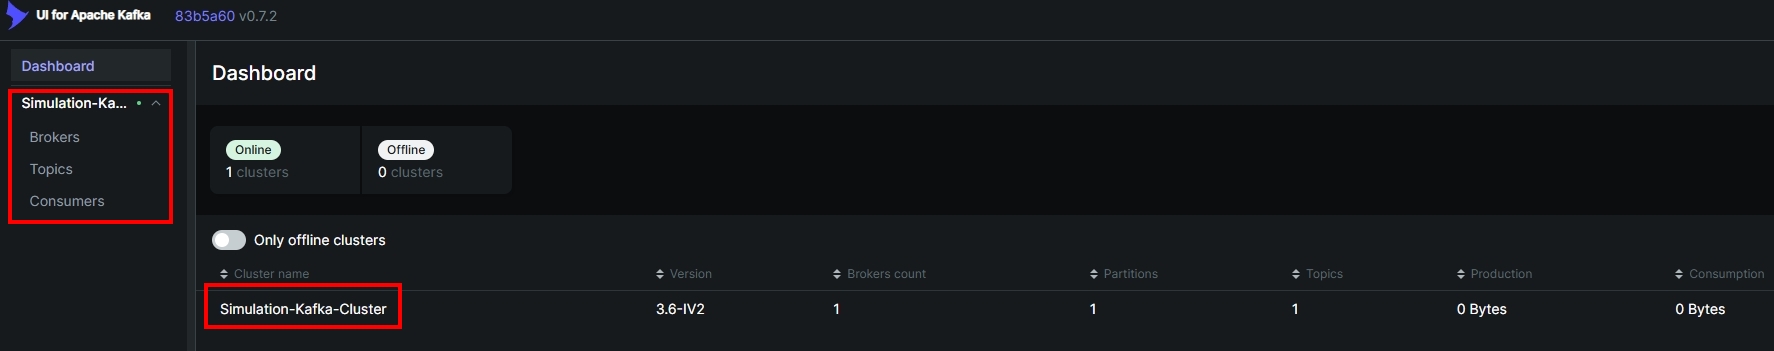 UI for Apache Kafka 83b5a60 v0.7.2
Dashboard
Simulation-Ka...
Brokers
Topics
Consumers
Dashboard
Online Offline
1 clusters 0 clusters
Only offline clusters
Cluster name Version Brokers count Partitions Topics Production Consumption
Simulation-Kafka-Cluster 3.6-IV2 1 1 1 0 Bytes 0 Bytes